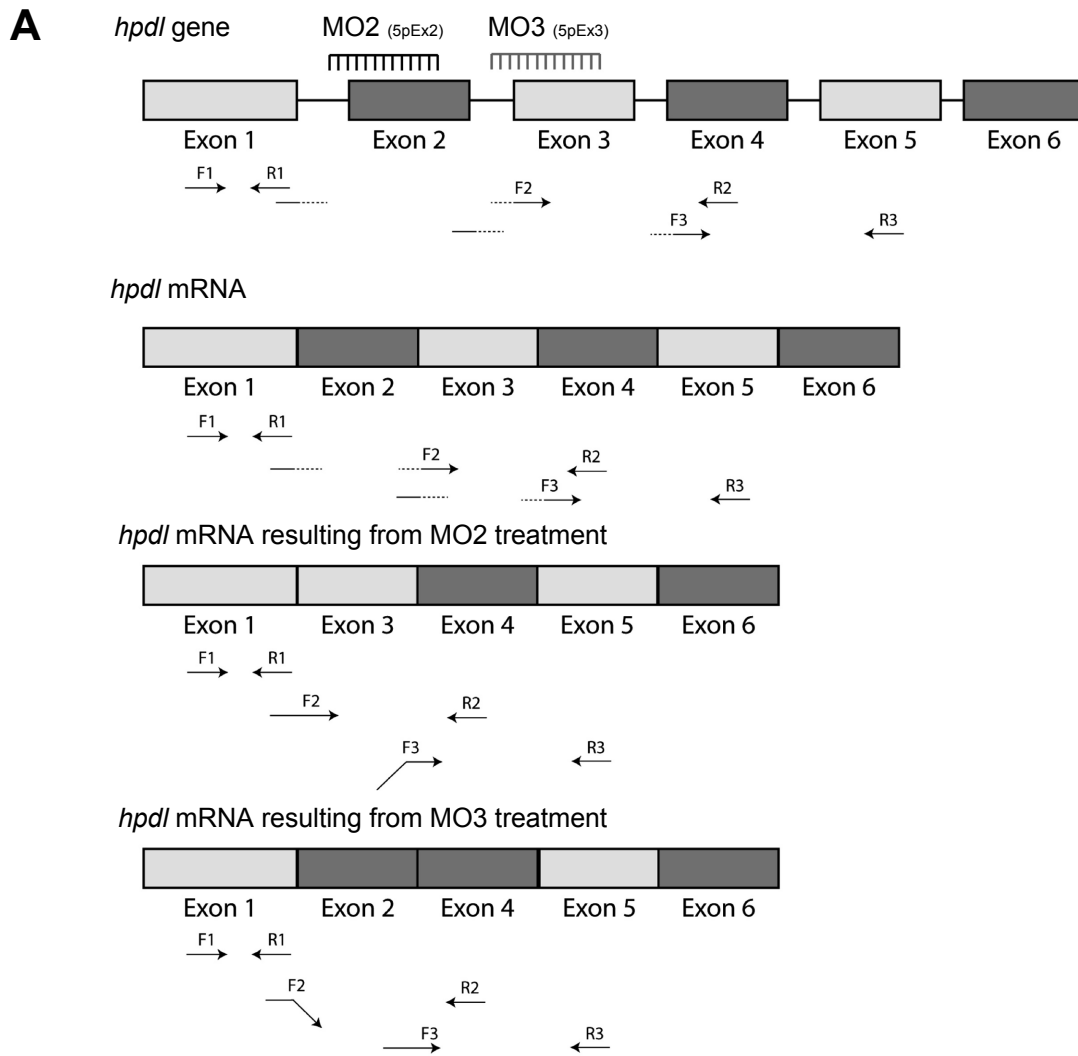 A
hpdl gene MO2 (5pEx2) MO3 (5pEx3)
Exon 1 Exon 2 Exon 3 Exon 4 Exon 5 Exon 6
F1 R1 F2 R2
F3 R3
hpdl mRNA
Exon 1 Exon 2 Exon 3 Exon 4 Exon 5 Exon 6
F1 R1
F2 R2
F3 R3
hpdl mRNA resulting from MO2 treatment
Exon 1 Exon 3 Exon 4 Exon 5 Exon 6
F1 R1
F2 R2
F3 R3
hpdl mRNA resulting from MO3 treatment
Exon 1 Exon 2 Exon 4 Exon 5 Exon 6
F1 R1
F2 R2
F3 R3